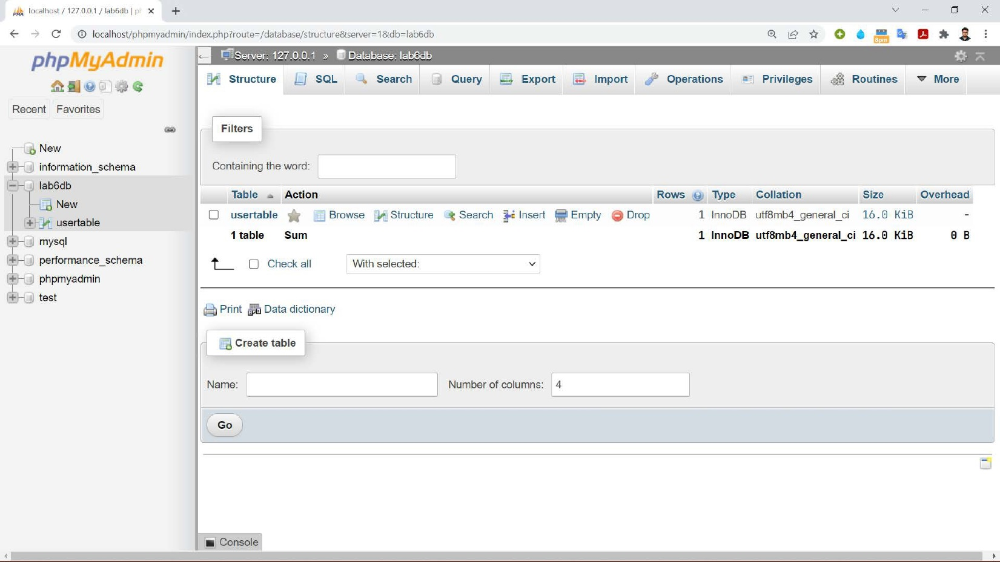 localhost / 127.0.0.1 / lab6db | ph
localhost/phpmyadmin/index.php?route=/database/structure&server=1&db=lab6db
8pm
phpMyAdmin
Recent Favorites
New
information_schema
lab6db
New
usertable
mysql
performance_schema
phpmyadmin
test
Server: 127.0.0.1 » Database: lab6db
Structure SQL Search Query Export Import Operations Privileges Routines More
Filters
Containing the word:
Table Action Rows Type Collation Size Overhead
usertable Browse Structure Search Insert Empty Drop 1 InnoDB utf8mb4_general_ci 16.0 KiB -
1 table Sum 1 InnoDB utf8mb4_general_ci 16.0 KiB 0 B
Check all With selected:
Print Data dictionary
Create table
Name: Number of columns: 4
Go
Console